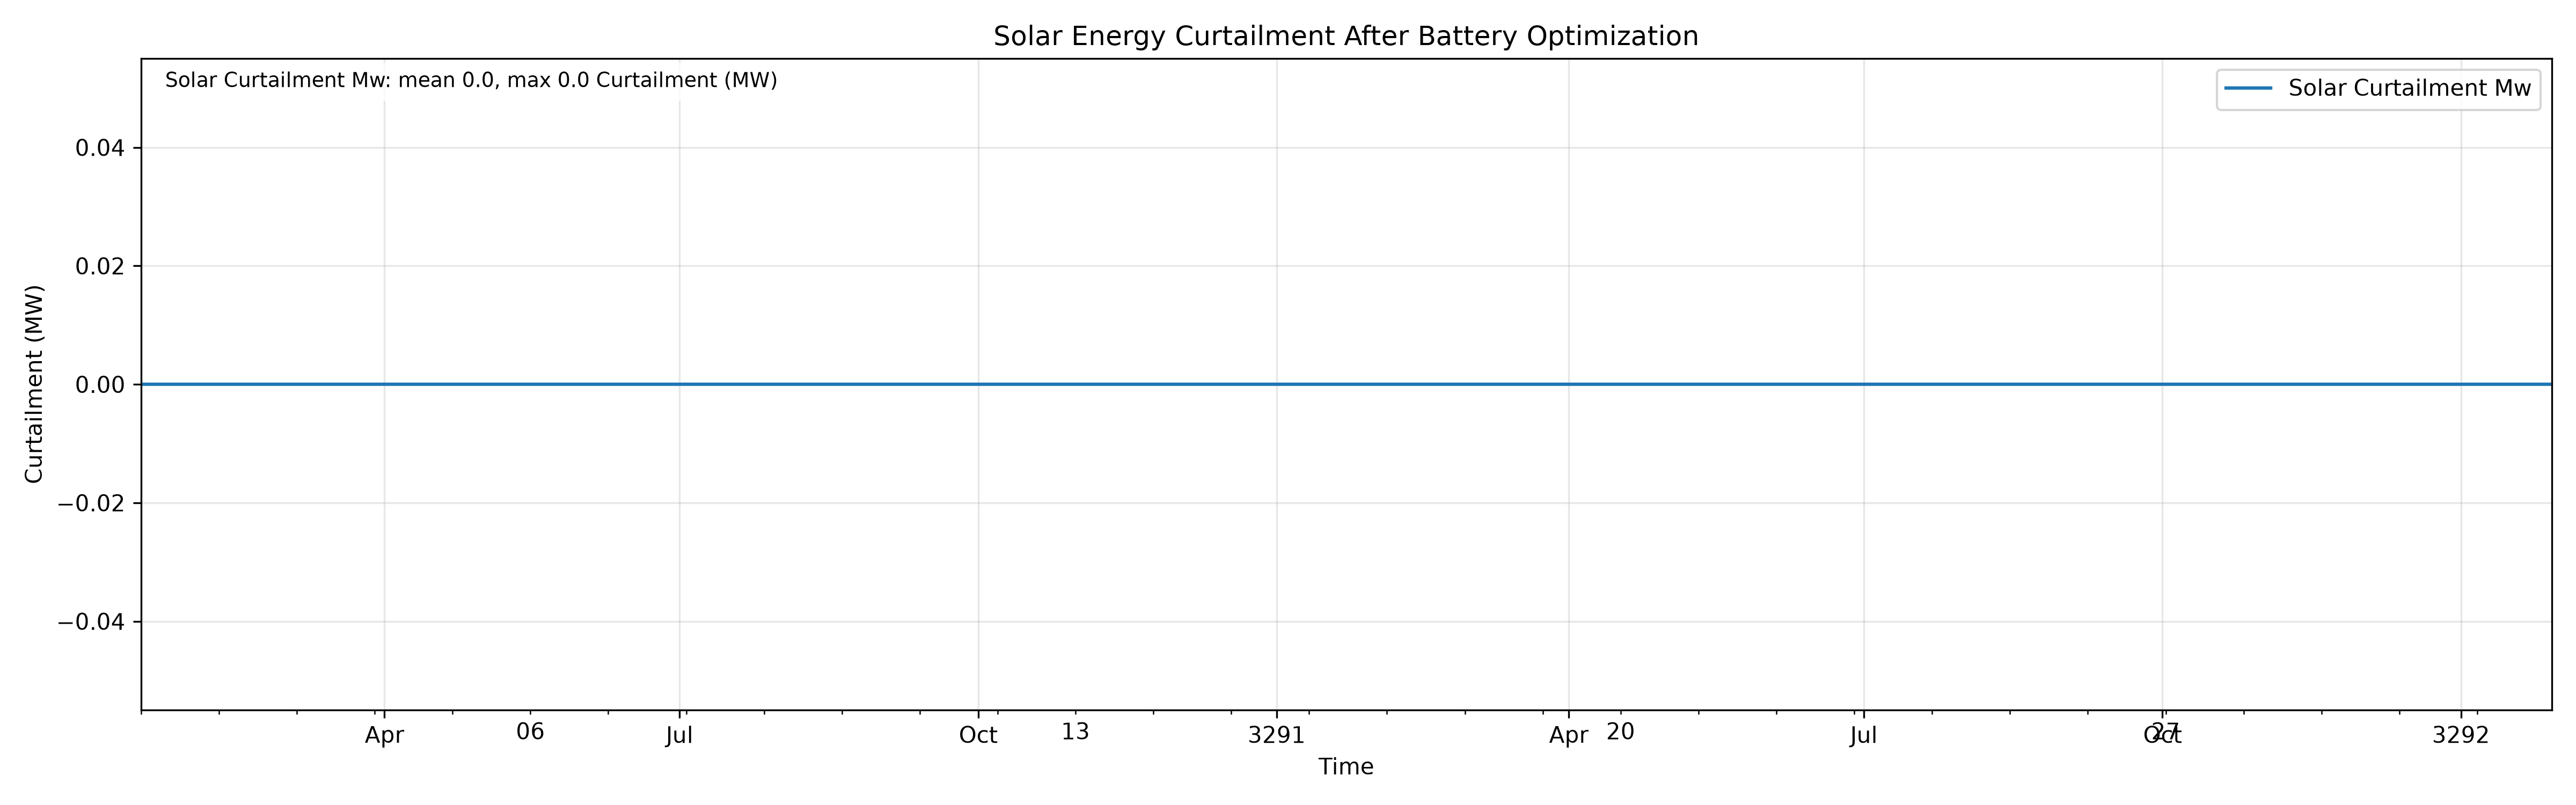 Solar Energy Curtailment After Battery Optimization
Solar Curtailment Mw: mean 0.0, max 0.0 Curtailment (MW)
Solar Curtailment Mw
Curtailment (MW)
0.04
0.02
0.00
−0.02
−0.04
Apr 06 Jul Oct 13 3291 Apr 20 Jul Oct 27 3292
Time